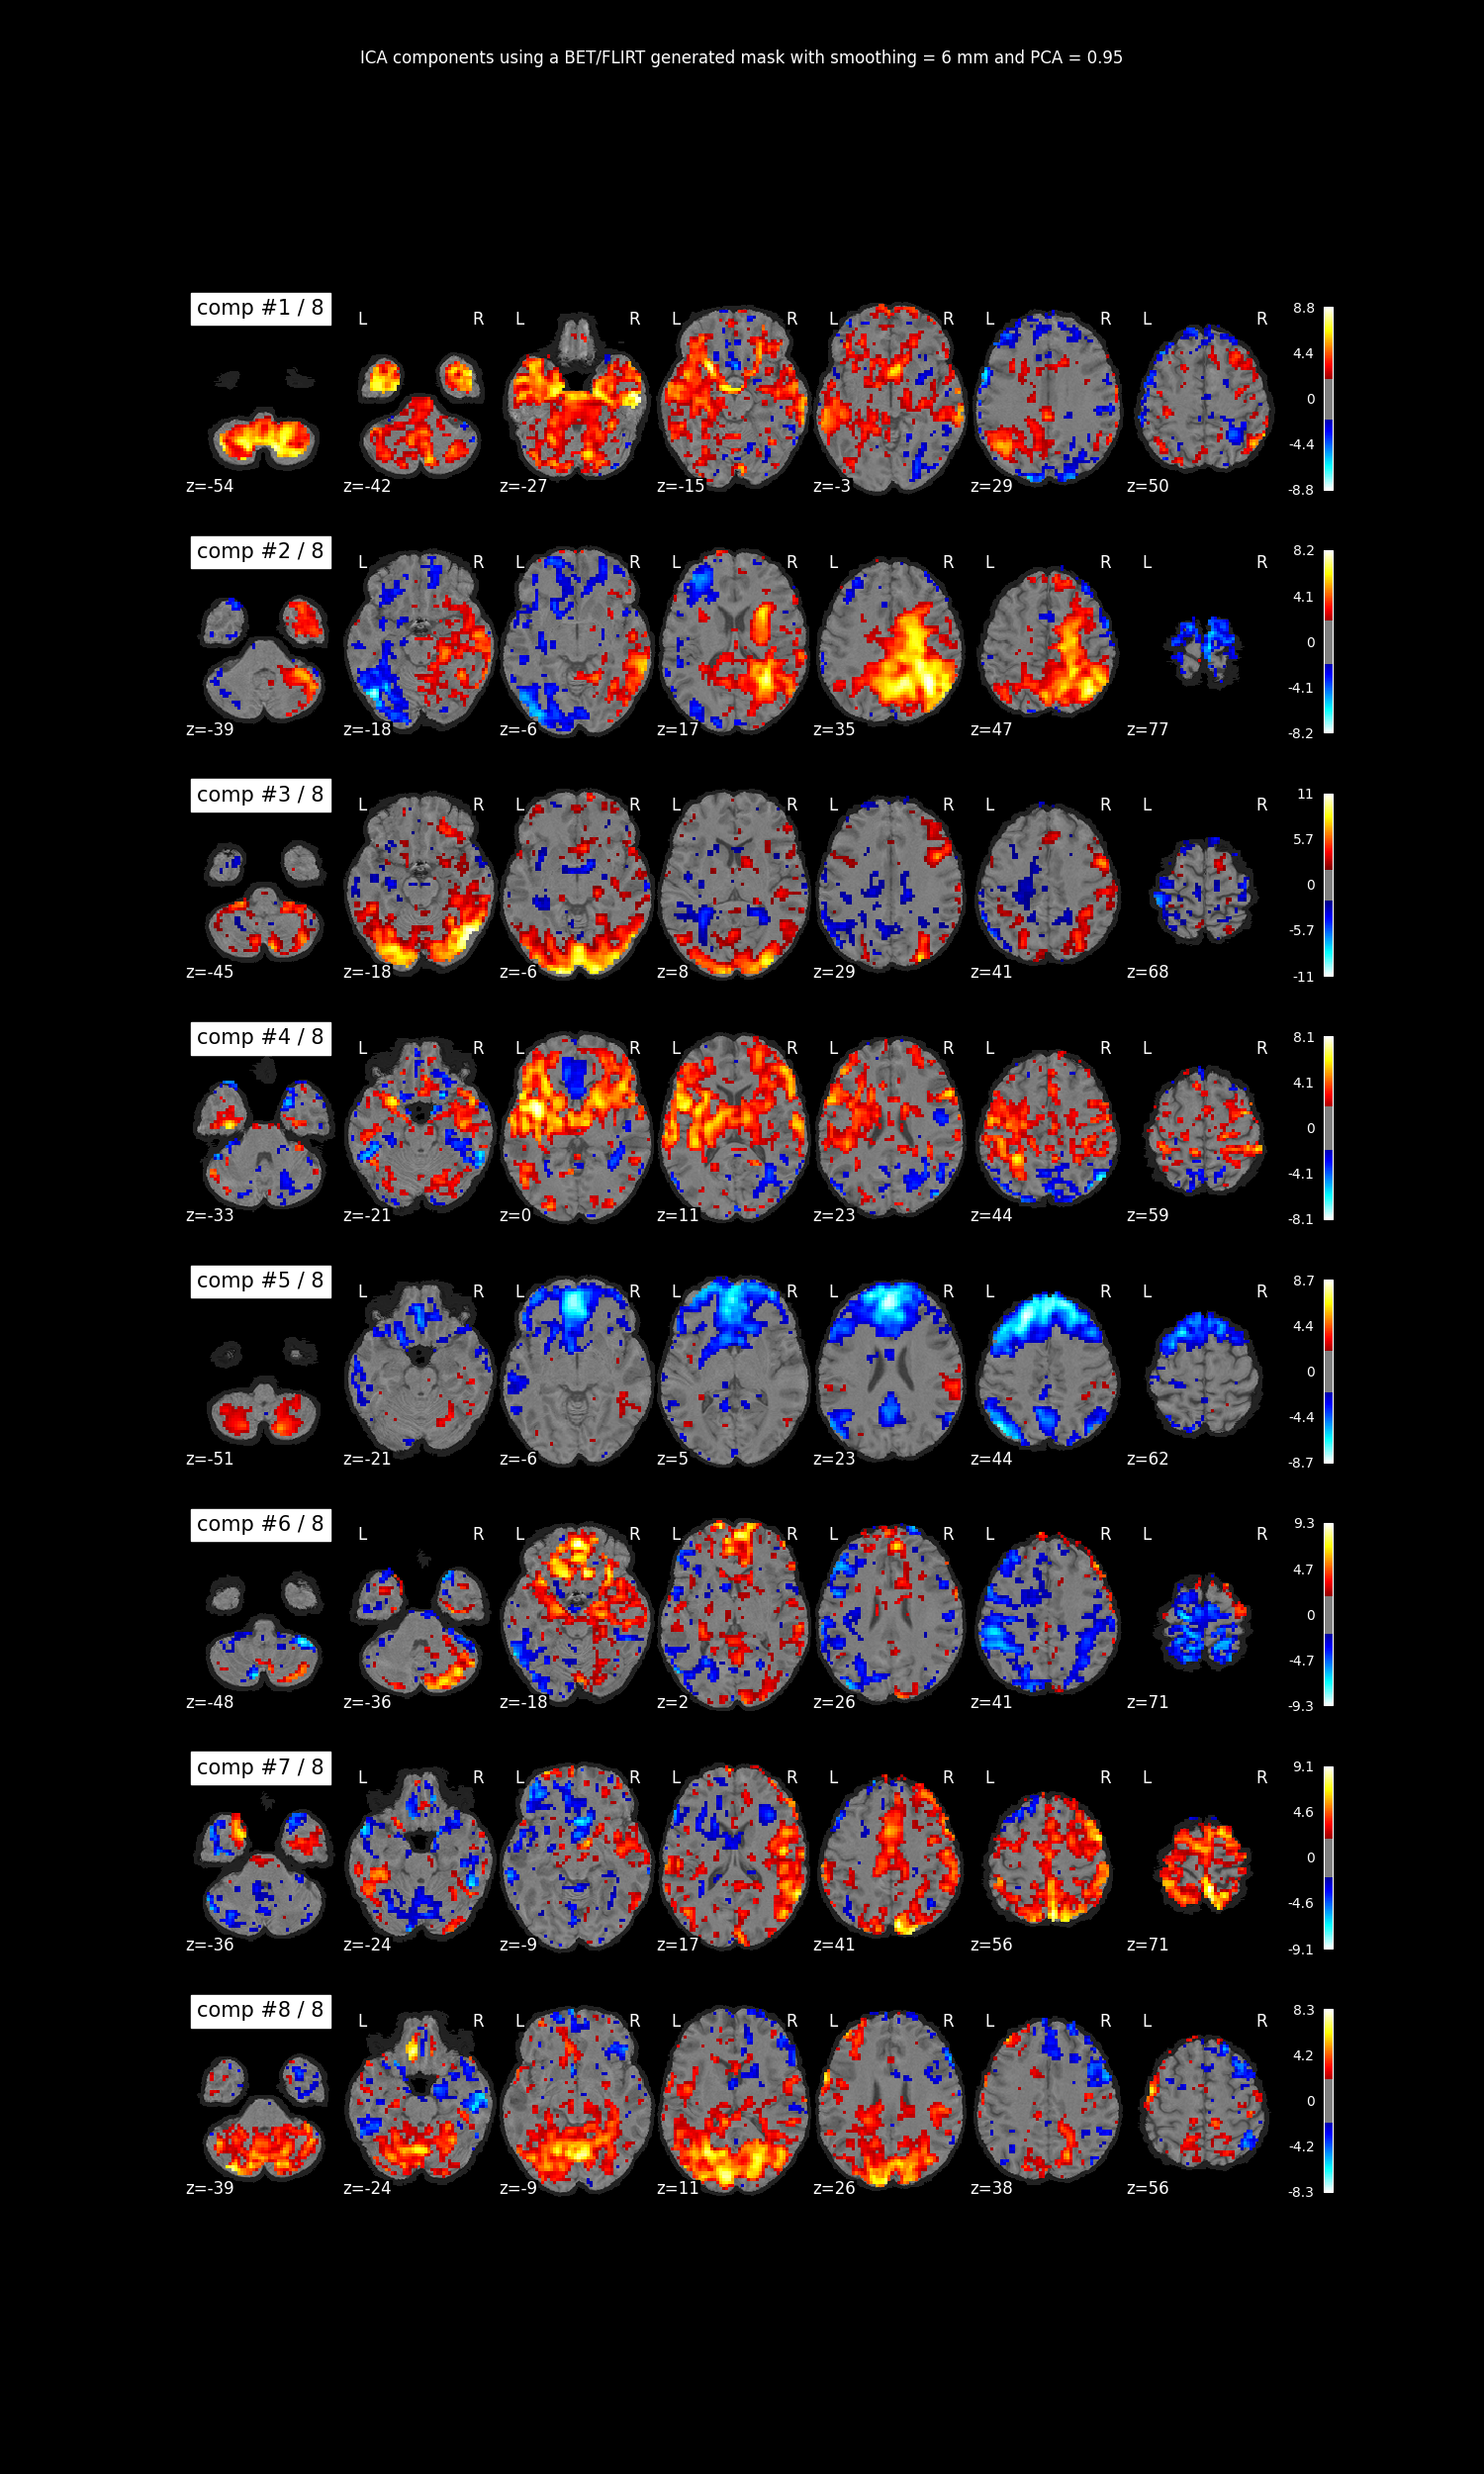 ICA components using a BET/FLIRT generated mask with smoothing = 6 mm and PCA = 0.95
comp #1 / 8
L R L R L R L R L R L R
z=-54 z=-42 z=-27 z=-15 z=-3 z=29 z=50
8.8
4.4
0
-4.4
-8.8
comp #2 / 8
L R L R L R L R L R L R
z=-39 z=-18 z=-6 z=17 z=35 z=47 z=77
8.2
4.1
0
-4.1
-8.2
comp #3 / 8
L R L R L R L R L R L R
z=-45 z=-18 z=-6 z=8 z=29 z=41 z=68
11
5.7
0
-5.7
-11
comp #4 / 8
L R L R L R L R L R L R
z=-33 z=-21 z=0 z=11 z=23 z=44 z=59
8.1
4.1
0
-4.1
-8.1
comp #5 / 8
L R L R L R L R L R L R
z=-51 z=-21 z=-6 z=5 z=23 z=44 z=62
8.7
4.4
0
-4.4
-8.7
comp #6 / 8
L R L R L R L R L R L R
z=-48 z=-36 z=-18 z=2 z=26 z=41 z=71
9.3
4.7
0
-4.7
-9.3
comp #7 / 8
L R L R L R L R L R L R
z=-36 z=-24 z=-9 z=17 z=41 z=56 z=71
9.1
4.6
0
-4.6
-9.1
comp #8 / 8
L R L R L R L R L R L R
z=-39 z=-24 z=-9 z=11 z=26 z=38 z=56
8.3
4.2
0
-4.2
-8.3